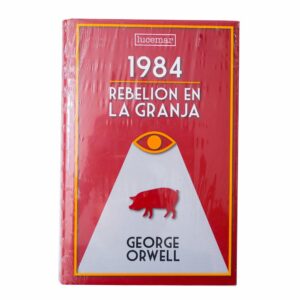 lucemar
1984
REBELION EN
LA GRANJA
GEORGE
ORWELL